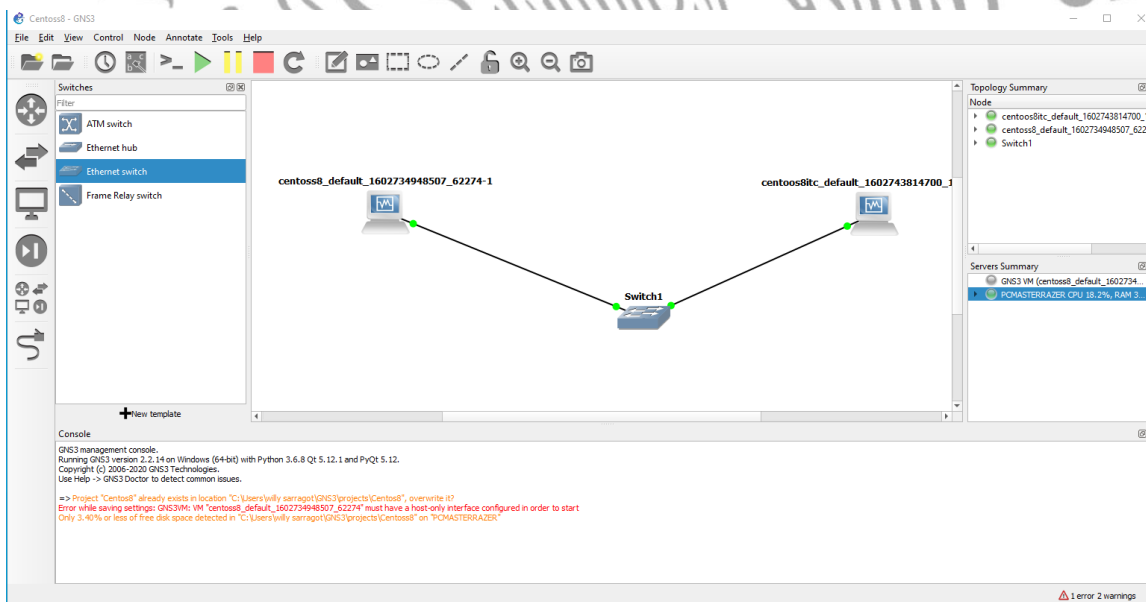 Centoss8 - GNS3
File Edit View Control Node Annotate Tools Help
Switches
Filter
ATM switch
Ethernet hub
Ethernet switch
Frame Relay switch
New template
centoss8_default_1602734948507_62274-1
centoos8itc_default_1602743814700_1
Switch1
Topology Summary
Node
centoos8itc_default_1602743814700_
centoss8_default_1602734948507_622
Switch1
Servers Summary
GNS3 VM (centoss8_default_1602734...
PCMASTERRAZER CPU 18.2%, RAM 3...
Console
GNS3 management console.
Running GNS3 version 2.2.14 on Windows (64-bit) with Python 3.6.8 Qt 5.12.1 and PyQt 5.12.
Copyright (c) 2006-2020 GNS3 Technologies.
Use Help -> GNS3 Doctor to detect common issues.
=> Project "Centos8" already exists in location "C:\Users\willy sarragot\GNS3\projects\Centos8", overwrite it?
Error while saving settings: GNS3VM: VM "centoss8_default_1602734948507_62274" must have a host-only interface configured in order to start
Only 3.40% or less of free disk space detected in "C:\Users\willy sarragot\GNS3\projects\Centoss8" on "PCMASTERRAZER"
1 error 2 warnings